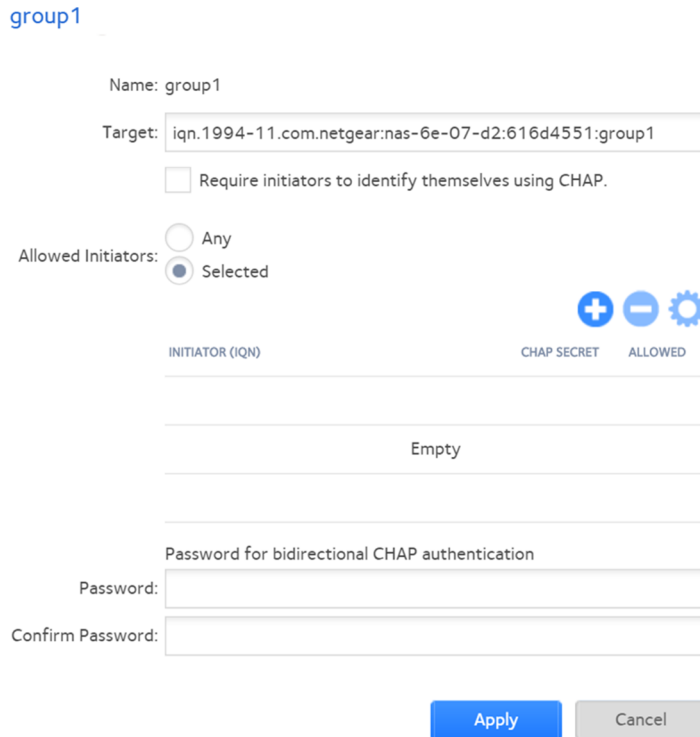 group1
Name: group1
Target: iqn.1994-11.com.netgear:nas-6e-07-d2:616d4551:group1
Require initiators to identify themselves using CHAP.
Allowed Initiators:
Any
Selected
INITIATOR (IQN) CHAP SECRET ALLOWED
Empty
Password for bidirectional CHAP authentication
Password:
Confirm Password:
Apply Cancel